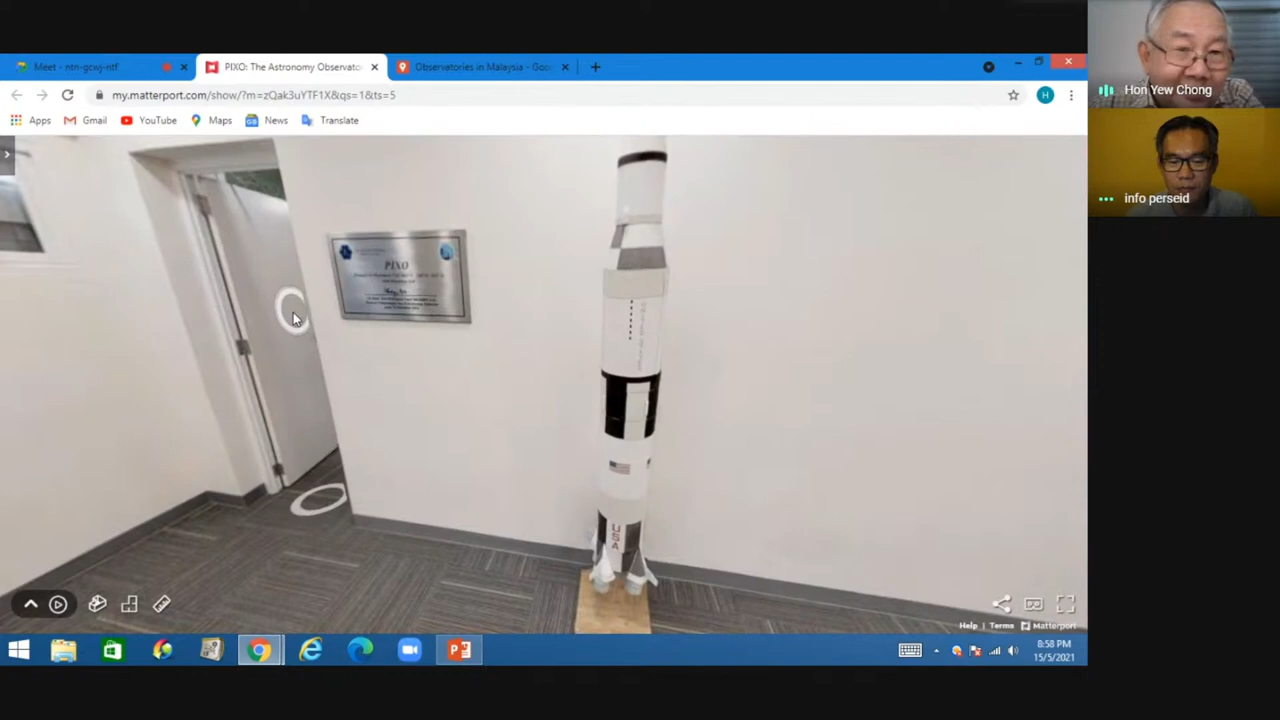 Meet - ntn-gcwj-ntf
PIXO: The Astronomy Observator
Observatories in Malaysia - Goo
my.matterport.com/show/?m=zQak3uYTF1X&qs=1&ts=5
H
Apps
Gmail
YouTube
Maps
News
Translate
Hon Yew Chong
info perseid
PIXO
USA
Help | Terms
Matterport
8:58 PM
15/5/2021